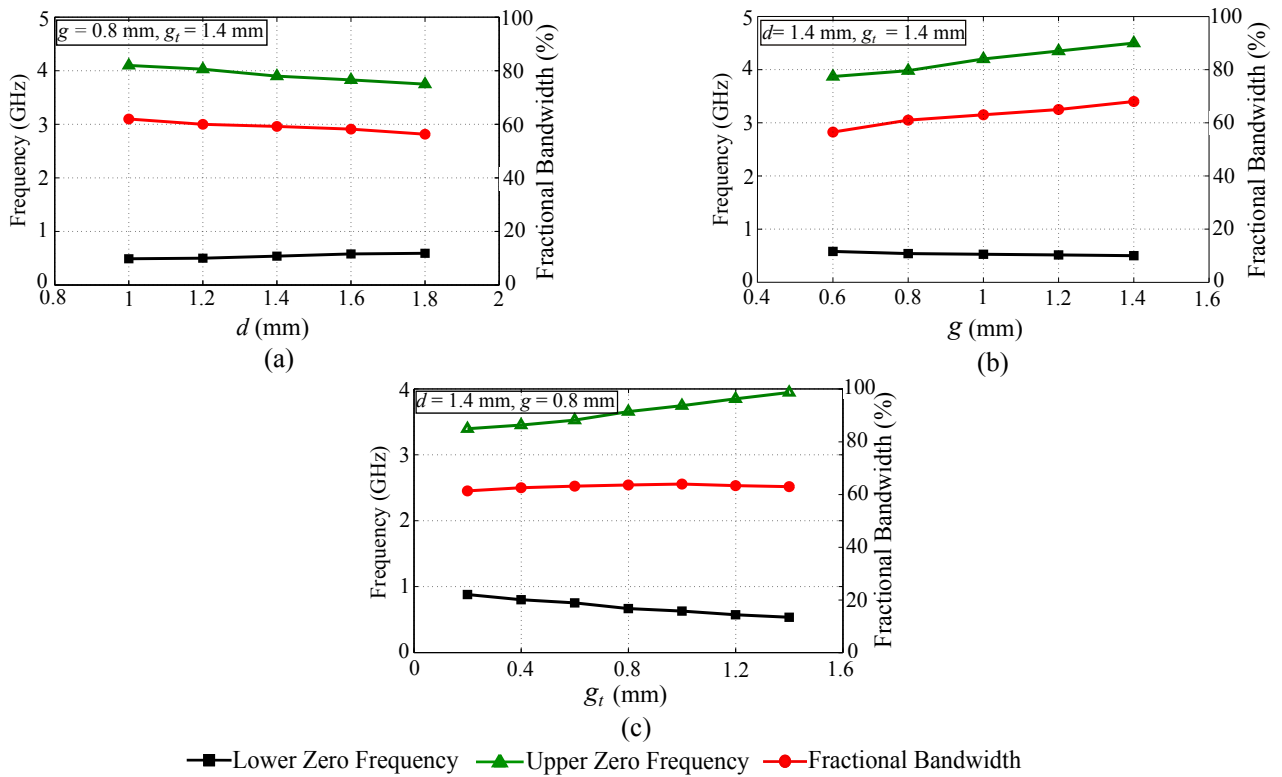 g = 0.8 mm, gₜ = 1.4 mm
Frequency (GHz)
5
4
3
2
1
0
100
80
60
40
20
0
Fractional Bandwidth (%)
0.8 1 1.2 1.4 1.6 1.8 2
d (mm)
(a)
d= 1.4 mm, gₜ = 1.4 mm
Frequency (GHz)
5
4
3
2
1
0
100
80
60
40
20
0
Fractional Bandwidth (%)
0.4 0.6 0.8 1 1.2 1.4 1.6
g (mm)
(b)
d = 1.4 mm, g = 0.8 mm
Frequency (GHz)
4
3
2
1
0
100
80
60
40
20
0
Fractional Bandwidth (%)
0 0.4 0.8 1.2 1.6
gₜ (mm)
(c)
Lower Zero Frequency Upper Zero Frequency Fractional Bandwidth